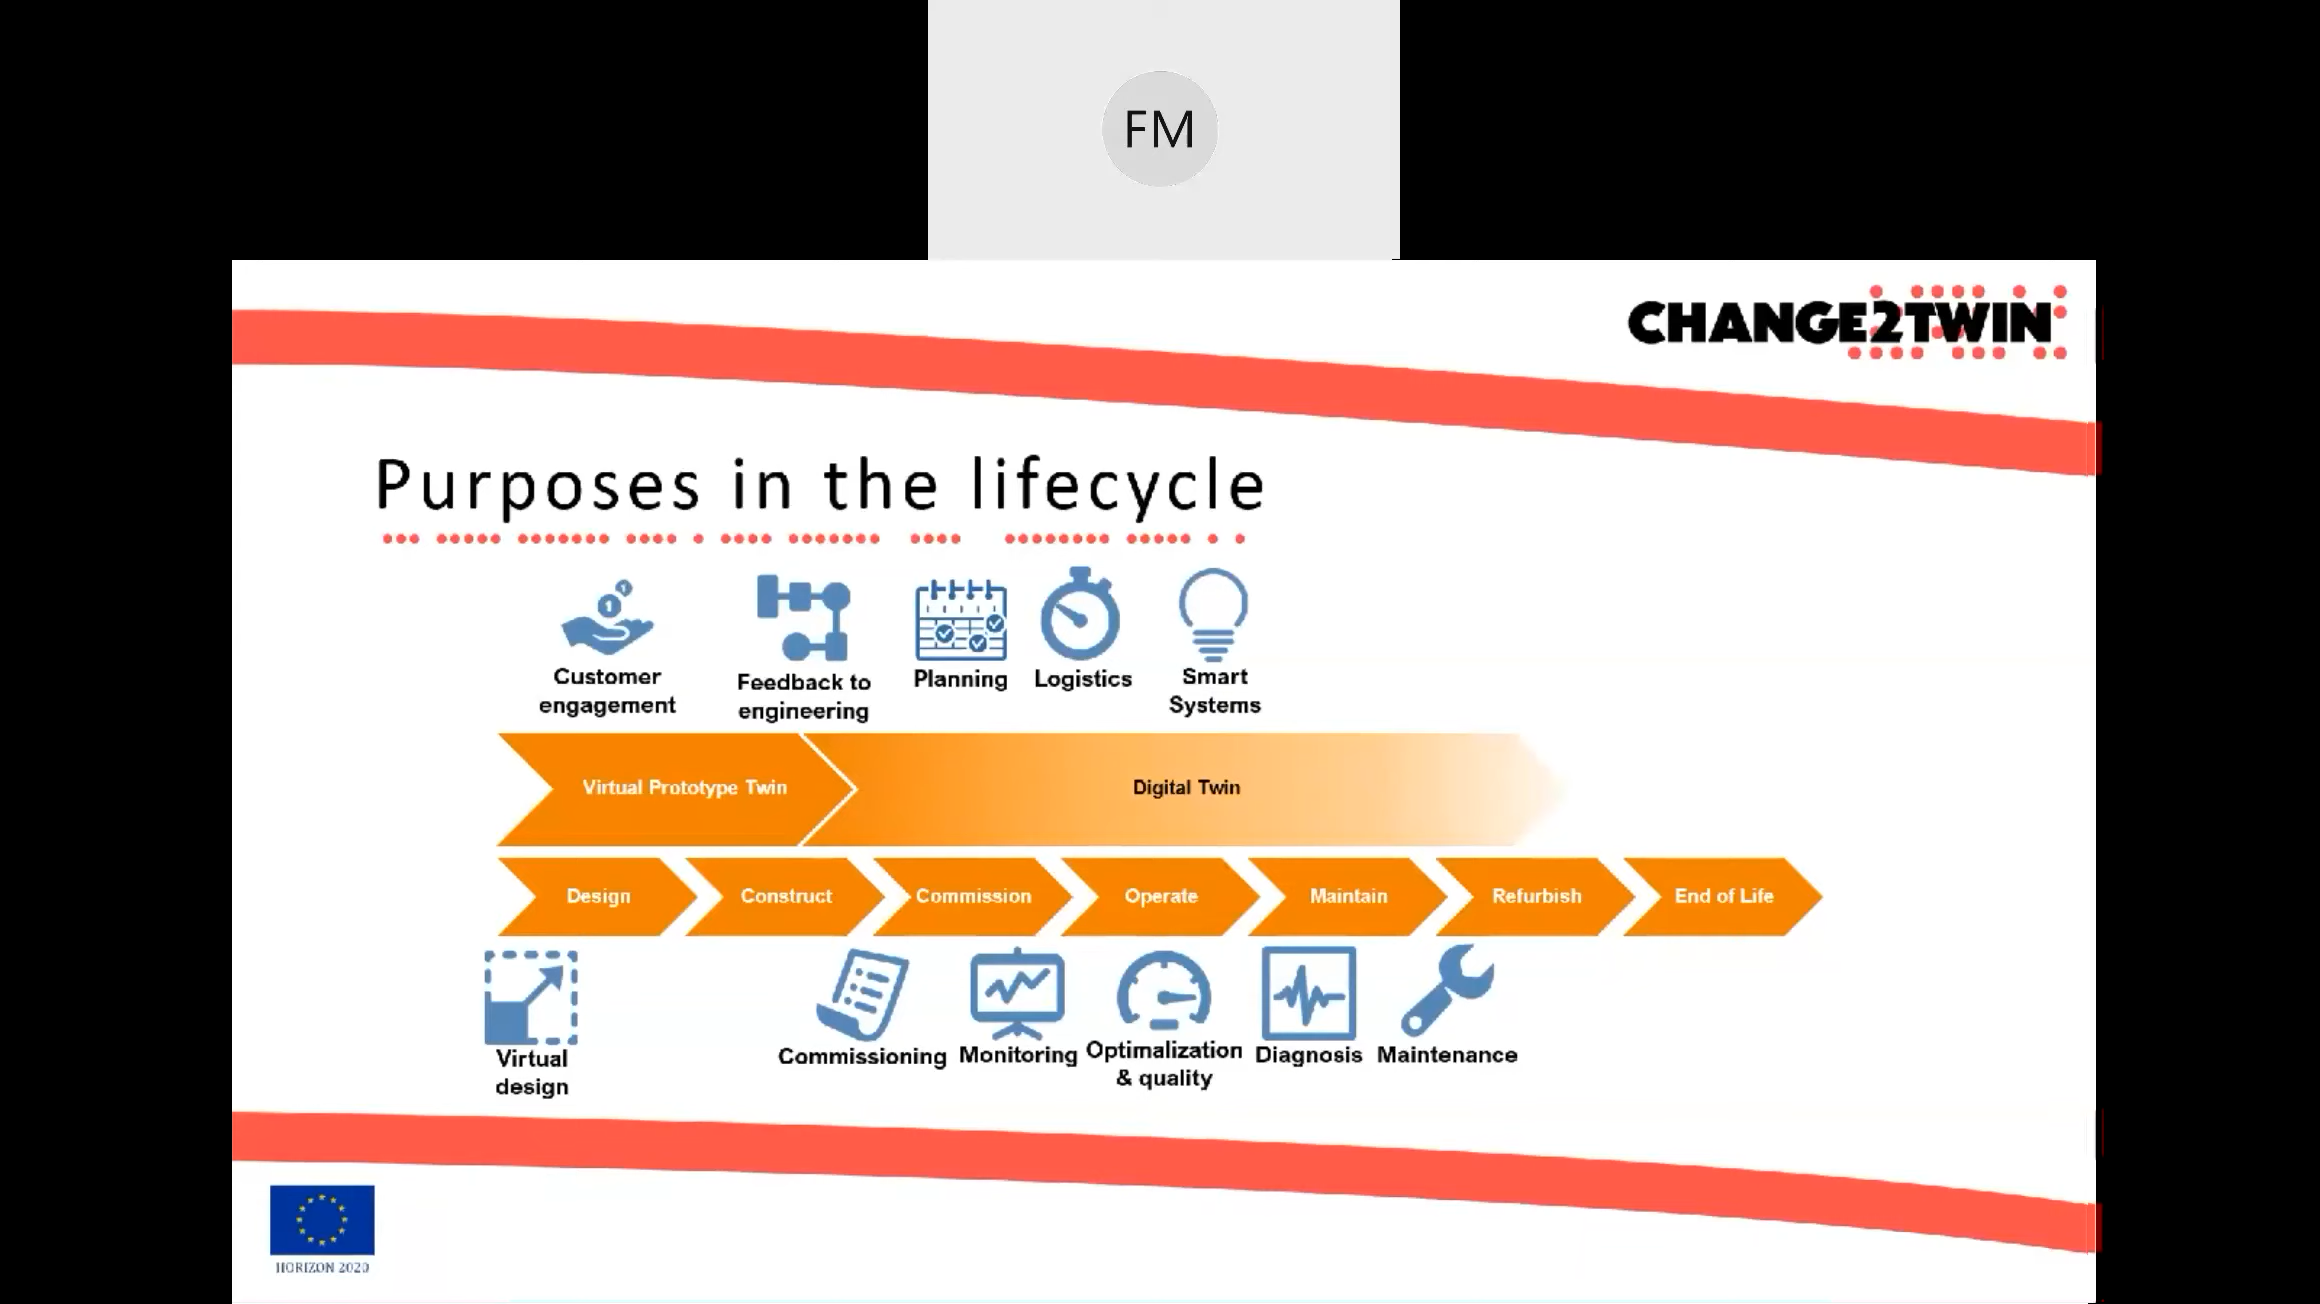 FM
CHANGE2TWIN
Purposes in the lifecycle
Customer
engagement
Feedback to
engineering
Planning
Logistics
Smart
Systems
Virtual Prototype Twin
Digital Twin
Design
Construct
Commission
Operate
Maintain
Refurbish
End of Life
Virtual
design
Commissioning
Monitoring
Optimalization
& quality
Diagnosis
Maintenance
HORIZON 2020